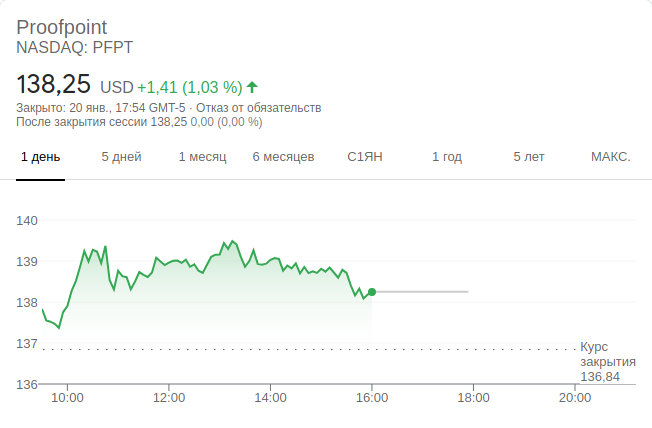 Proofpoint
NASDAQ: PFPT
138,25 USD +1,41 (1,03 %)
Закрыто: 20 янв., 17:54 GMT-5 · Отказ от обязательств
После закрытия сессии 138,25 0,00 (0,00 %)
1 день 5 дней 1 месяц 6 месяцев С1ЯН 1 год 5 лет МАКС.
140
139
138
137
Курс
закрытия
136,84
136
10:00 12:00 14:00 16:00 18:00 20:00